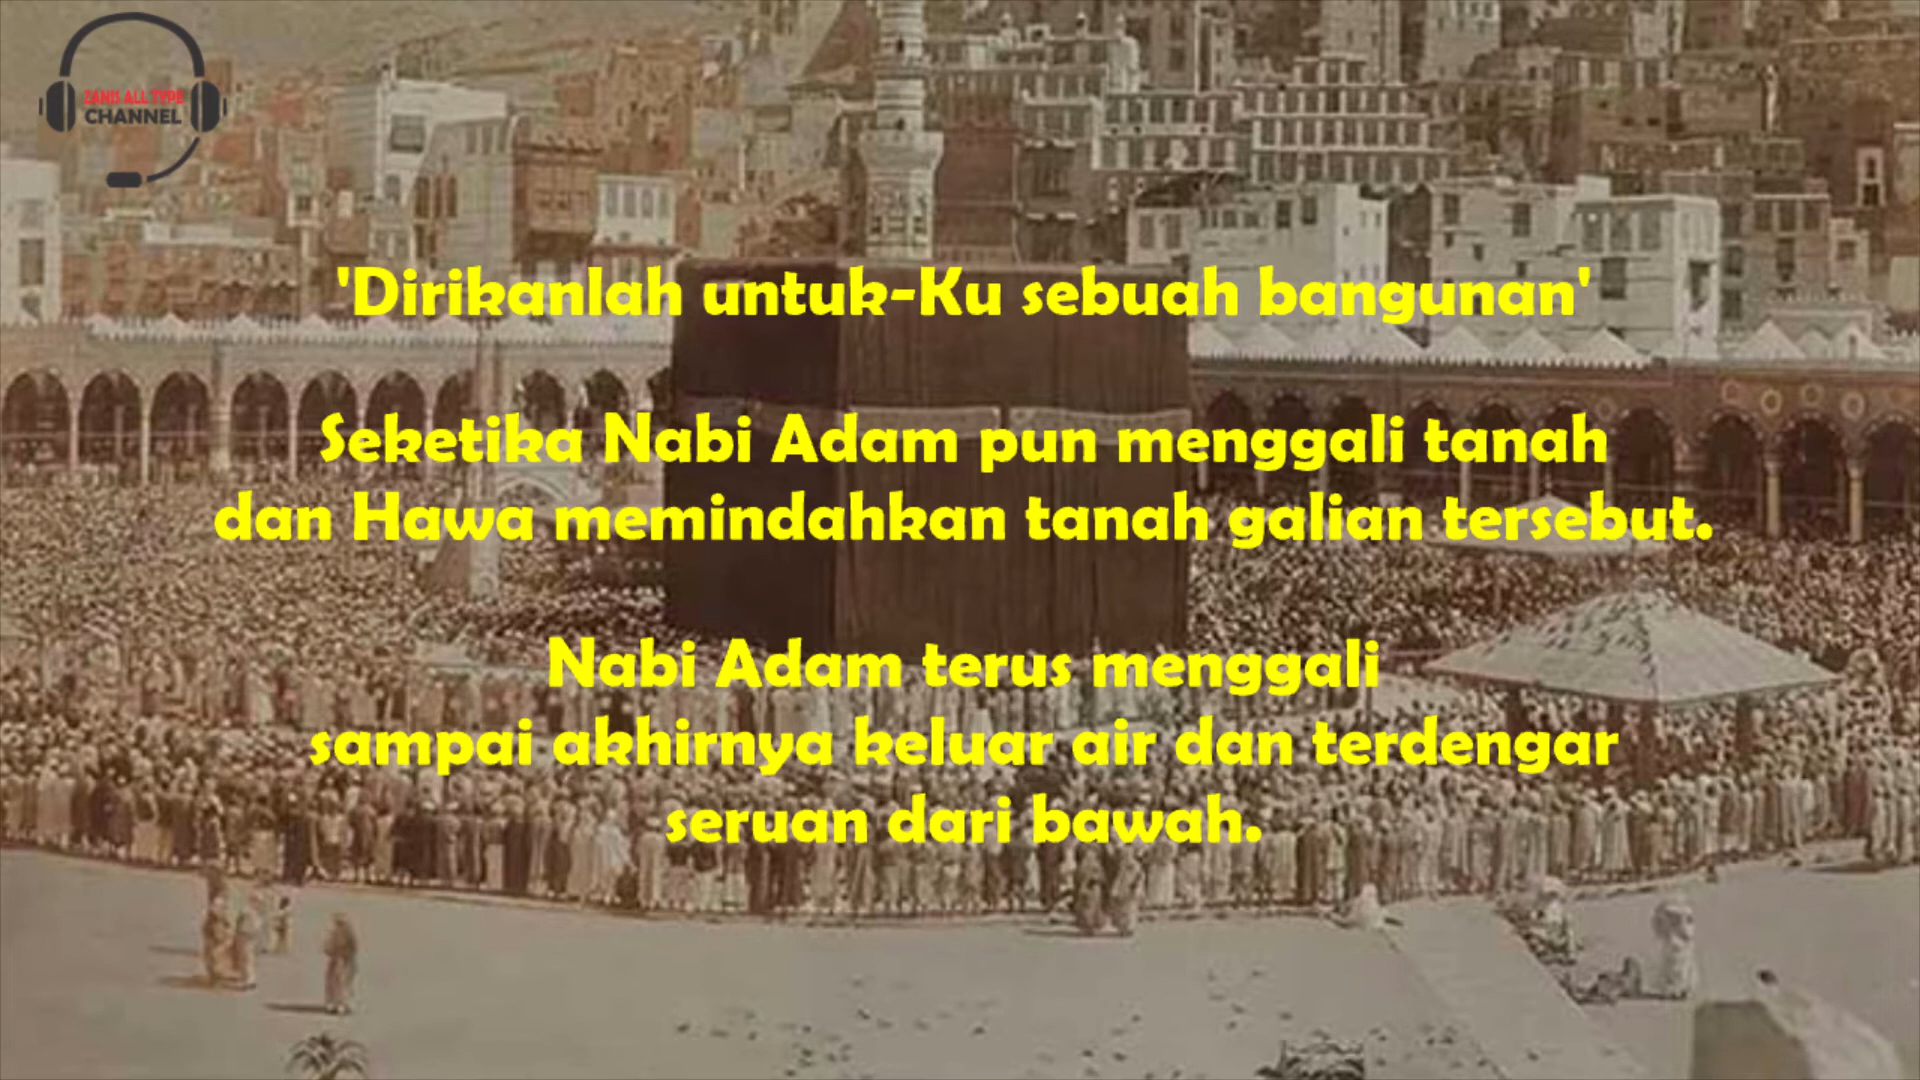 ZANIS ALL TYPE
CHANNEL
'Dirikanlah untuk-Ku sebuah bangunan'
Seketika Nabi Adam pun menggali tanah
dan Hawa memindahkan tanah galian tersebut.
Nabi Adam terus menggali
sampai akhirnya keluar air dan terdengar
seruan dari bawah.